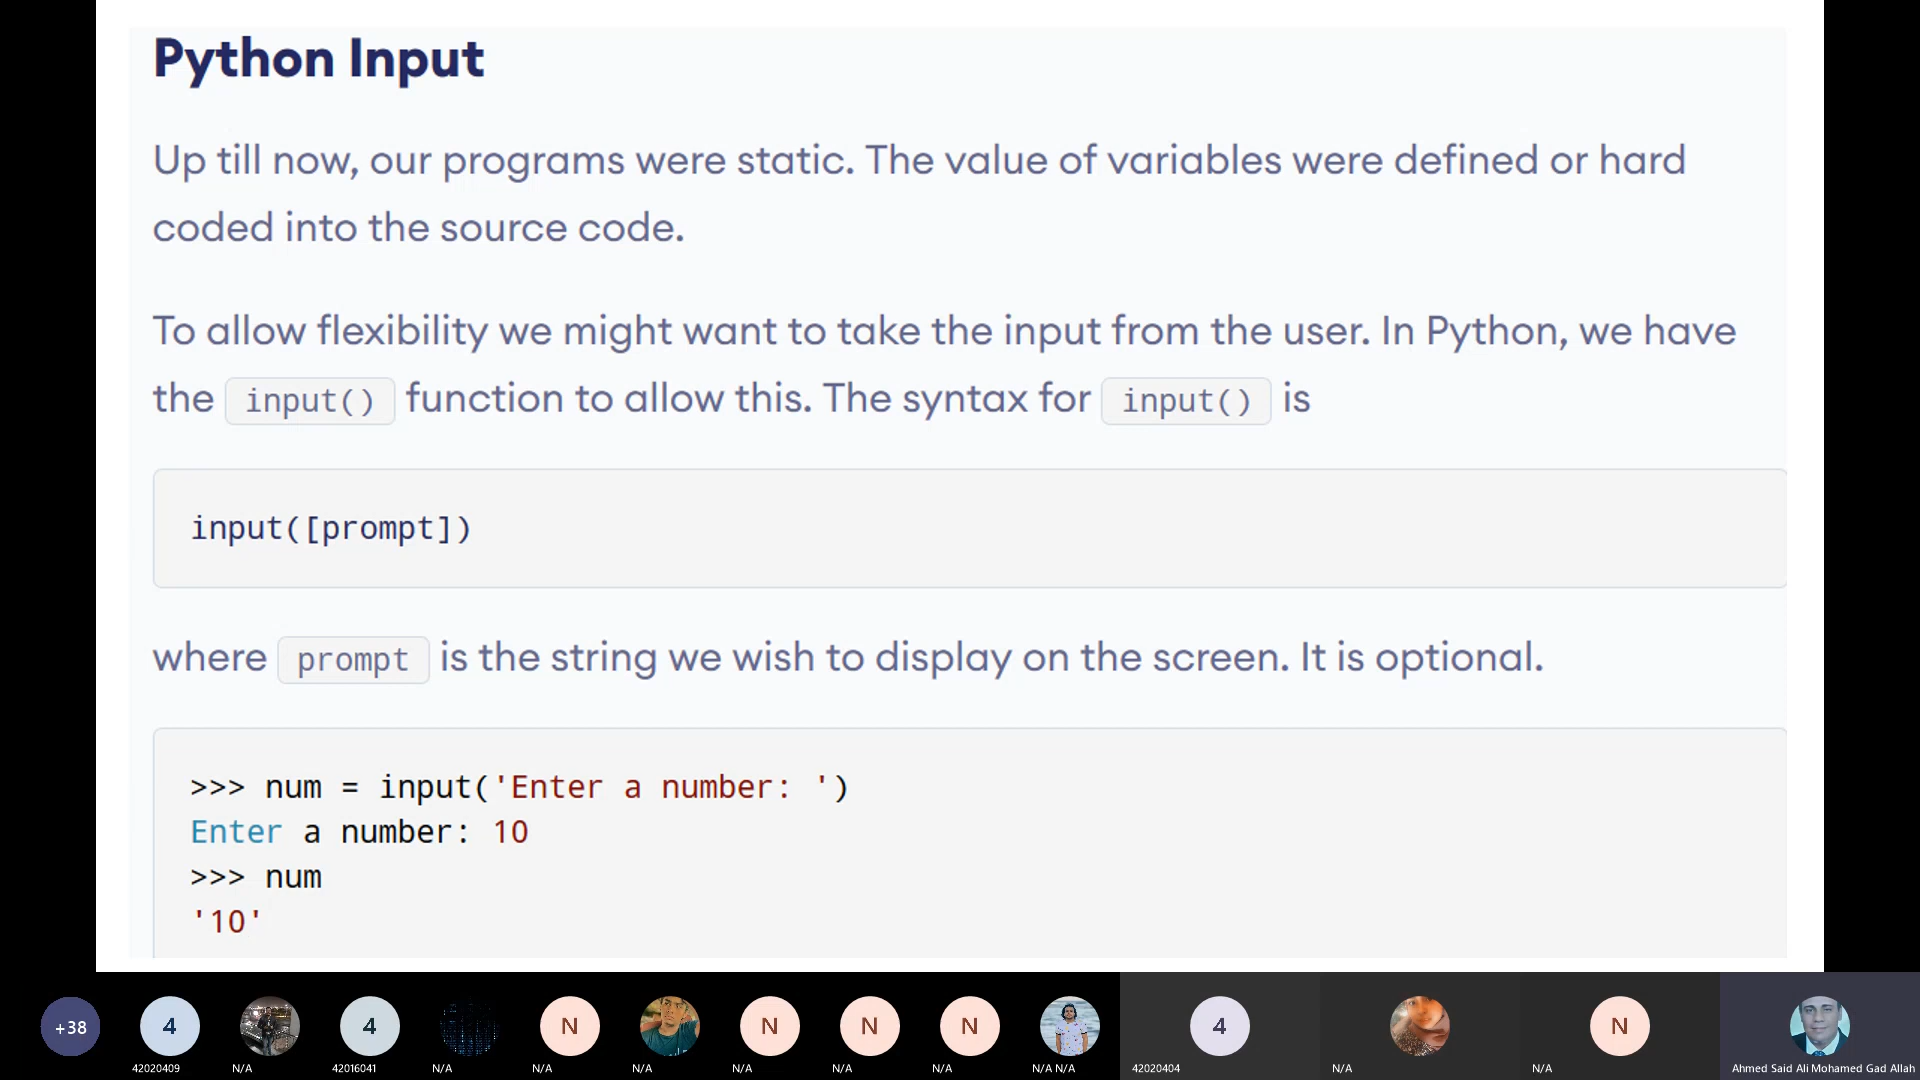 Python Input
Up till now, our programs were static. The value of variables were defined or hard
coded into the source code.
To allow flexibility we might want to take the input from the user. In Python, we have
the input() function to allow this. The syntax for input() is
input([prompt])
where prompt is the string we wish to display on the screen. It is optional.
>>> num = input('Enter a number: ')
Enter a number: 10
>>> num
'10'
+38
4
4
N
N
N
N
4
N
42020409
N/A
42016041
N/A
N/A
N/A
N/A
N/A
N/A
N/A N/A
42020404
N/A
N/A
Ahmed Said Ali Mohamed Gad Allah